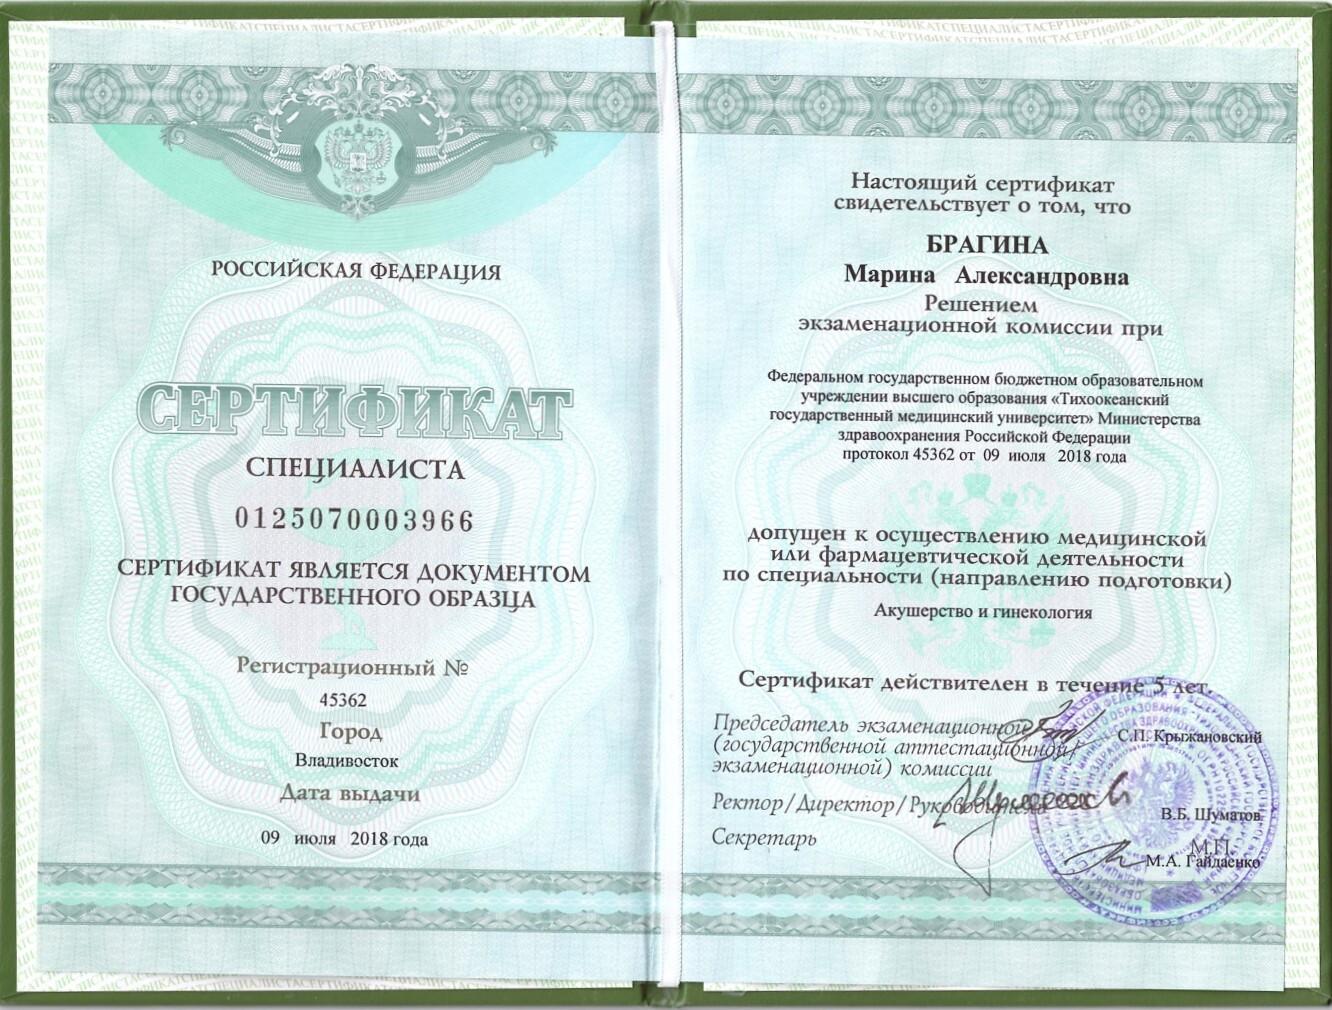 РОССИЙСКАЯ ФЕДЕРАЦИЯ
СЕРТИФИКАТ
СПЕЦИАЛИСТА
0125070003966
СЕРТИФИКАТ ЯВЛЯЕТСЯ ДОКУМЕНТОМ
ГОСУДАРСТВЕННОГО ОБРАЗЦА
Регистрационный №
45362
Город
Владивосток
Дата выдачи
09 июля 2018 года
Настоящий сертификат
свидетельствует о том, что
БРАГИНА
Марина Александровна
Решением
экзаменационной комиссии при
Федеральном государственном бюджетном образовательном
учреждении высшего образования «Тихоокеанский
государственный медицинский университет» Министерства
здравоохранения Российской Федерации
протокол 45362 от 09 июля 2018 года
допущен к осуществлению медицинской
или фармацевтической деятельности
по специальности (направлению подготовки)
Акушерство и гинекология
Сертификат действителен в течение 5 лет.
Председатель экзаменационной
(государственной аттестационной/
экзаменационной) комиссии
С.П. Крыжановский
Ректор/Директор/Руководитель
В.Б. Шуматов
Секретарь
М.П.
М.А. Гайдаенко